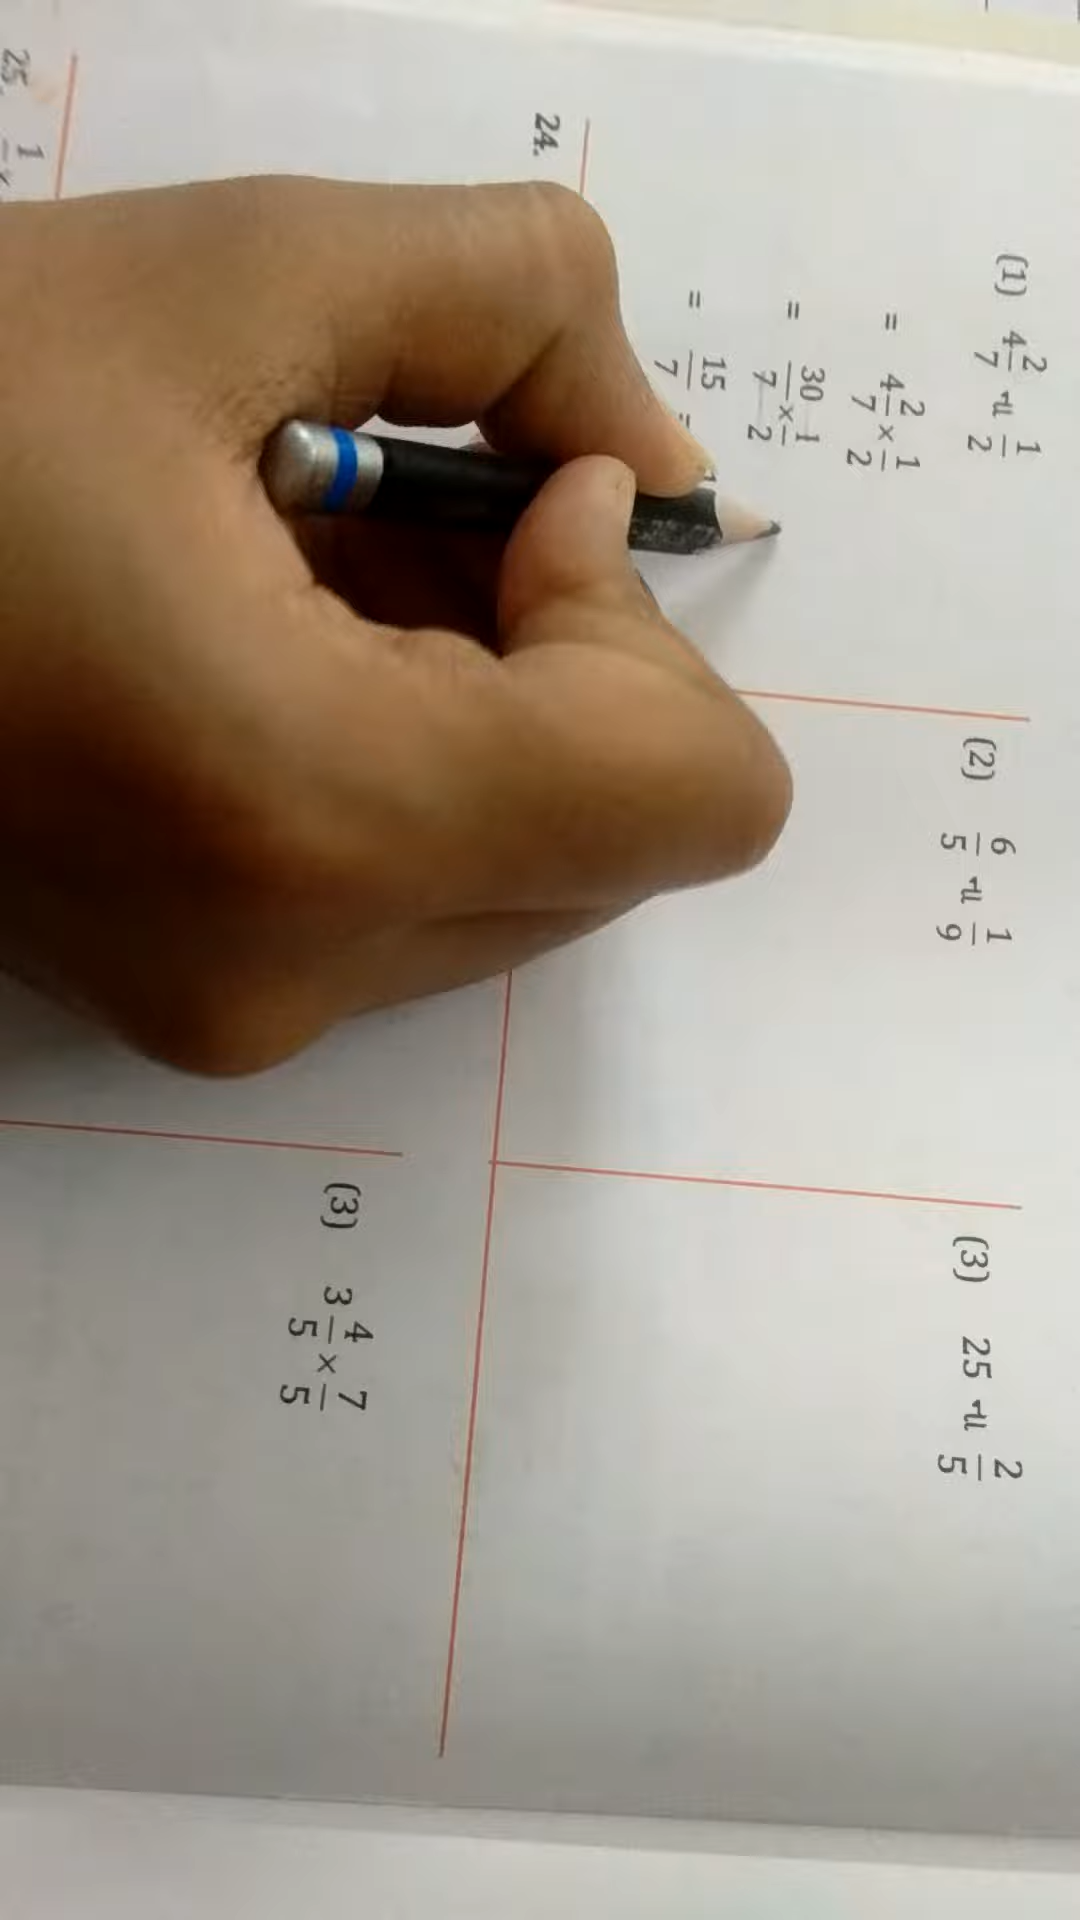 (1) 4 2/7 ના 1/2
= 4 2/7 × 1/2
= 30/7 × 1/2
= 15/7 =
(2) 6/5 ના 1/9
(3) 25 ના 2/5
24.
(3) 3 4/5 × 7/5
25.